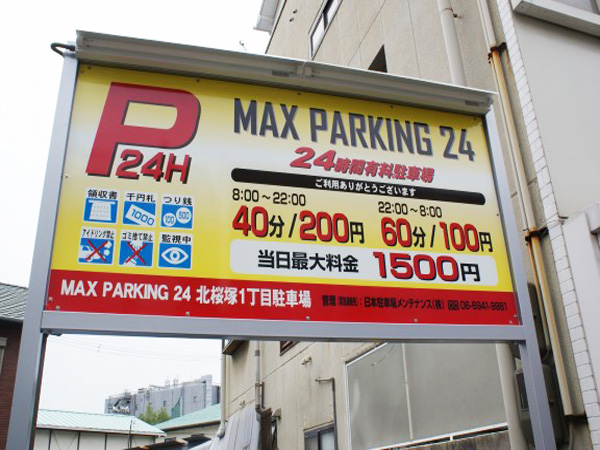 P
24H
MAX PARKING 24
24時間有料駐車場
ご利用ありがとうございます
領収書 千円札 つり銭
1000 100 500
アイドリング禁止 ゴミ捨て禁止 監視中
8:00~22:00
40分/200円
22:00~8:00
60分/100円
当日最大料金 1500円
MAX PARKING 24 北桜塚1丁目駐車場
管理 日本駐車場メンテナンス(株) 06-6941-9981